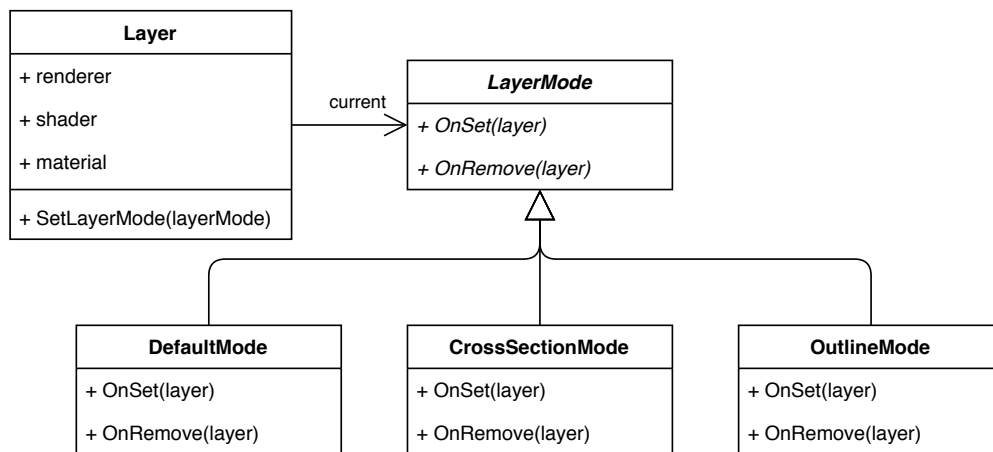 Layer
+ renderer
+ shader
+ material
+ SetLayerMode(layerMode)
current
LayerMode
+ OnSet(layer)
+ OnRemove(layer)
DefaultMode
+ OnSet(layer)
+ OnRemove(layer)
CrossSectionMode
+ OnSet(layer)
+ OnRemove(layer)
OutlineMode
+ OnSet(layer)
+ OnRemove(layer)